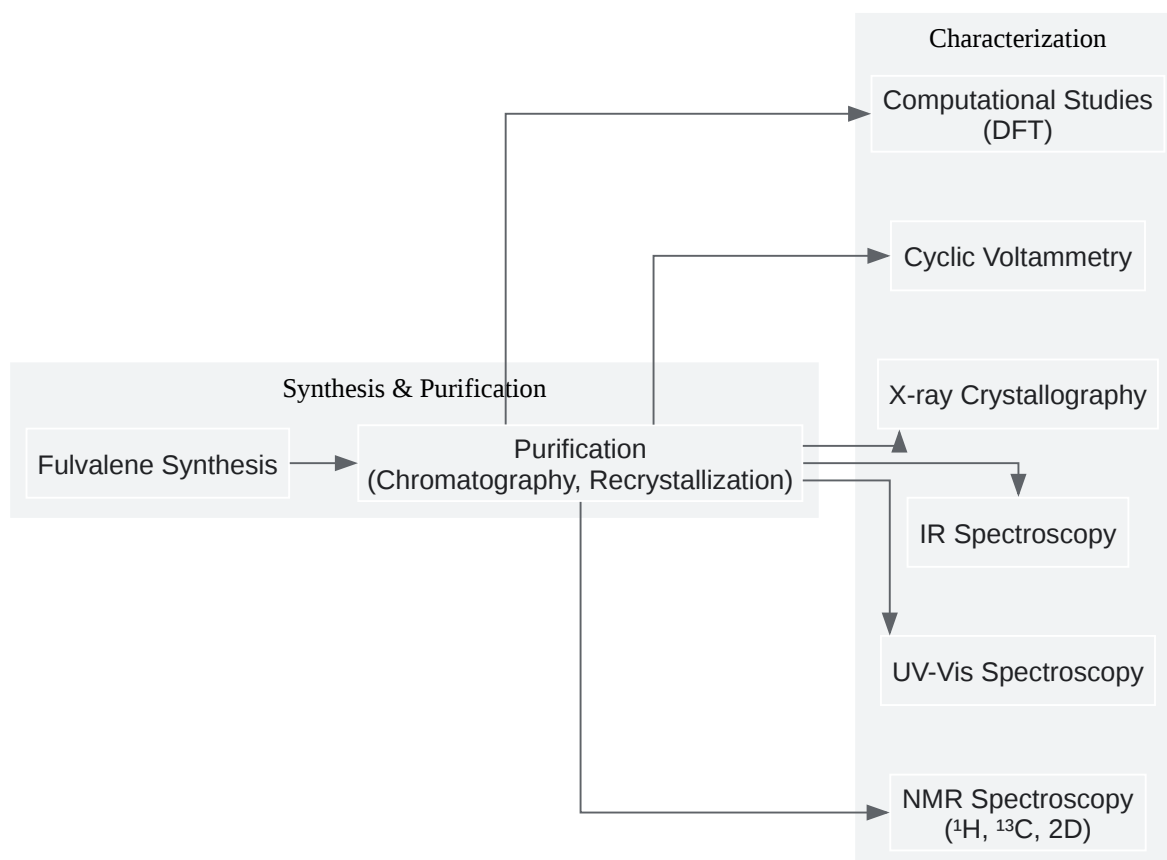 Characterization
Computational Studies
(DFT)
Cyclic Voltammetry
X-ray Crystallography
Synthesis & Purification
Fulvalene Synthesis
Purification
(Chromatography, Recrystallization)
IR Spectroscopy
UV-Vis Spectroscopy
NMR Spectroscopy
(¹H, ¹³C, 2D)